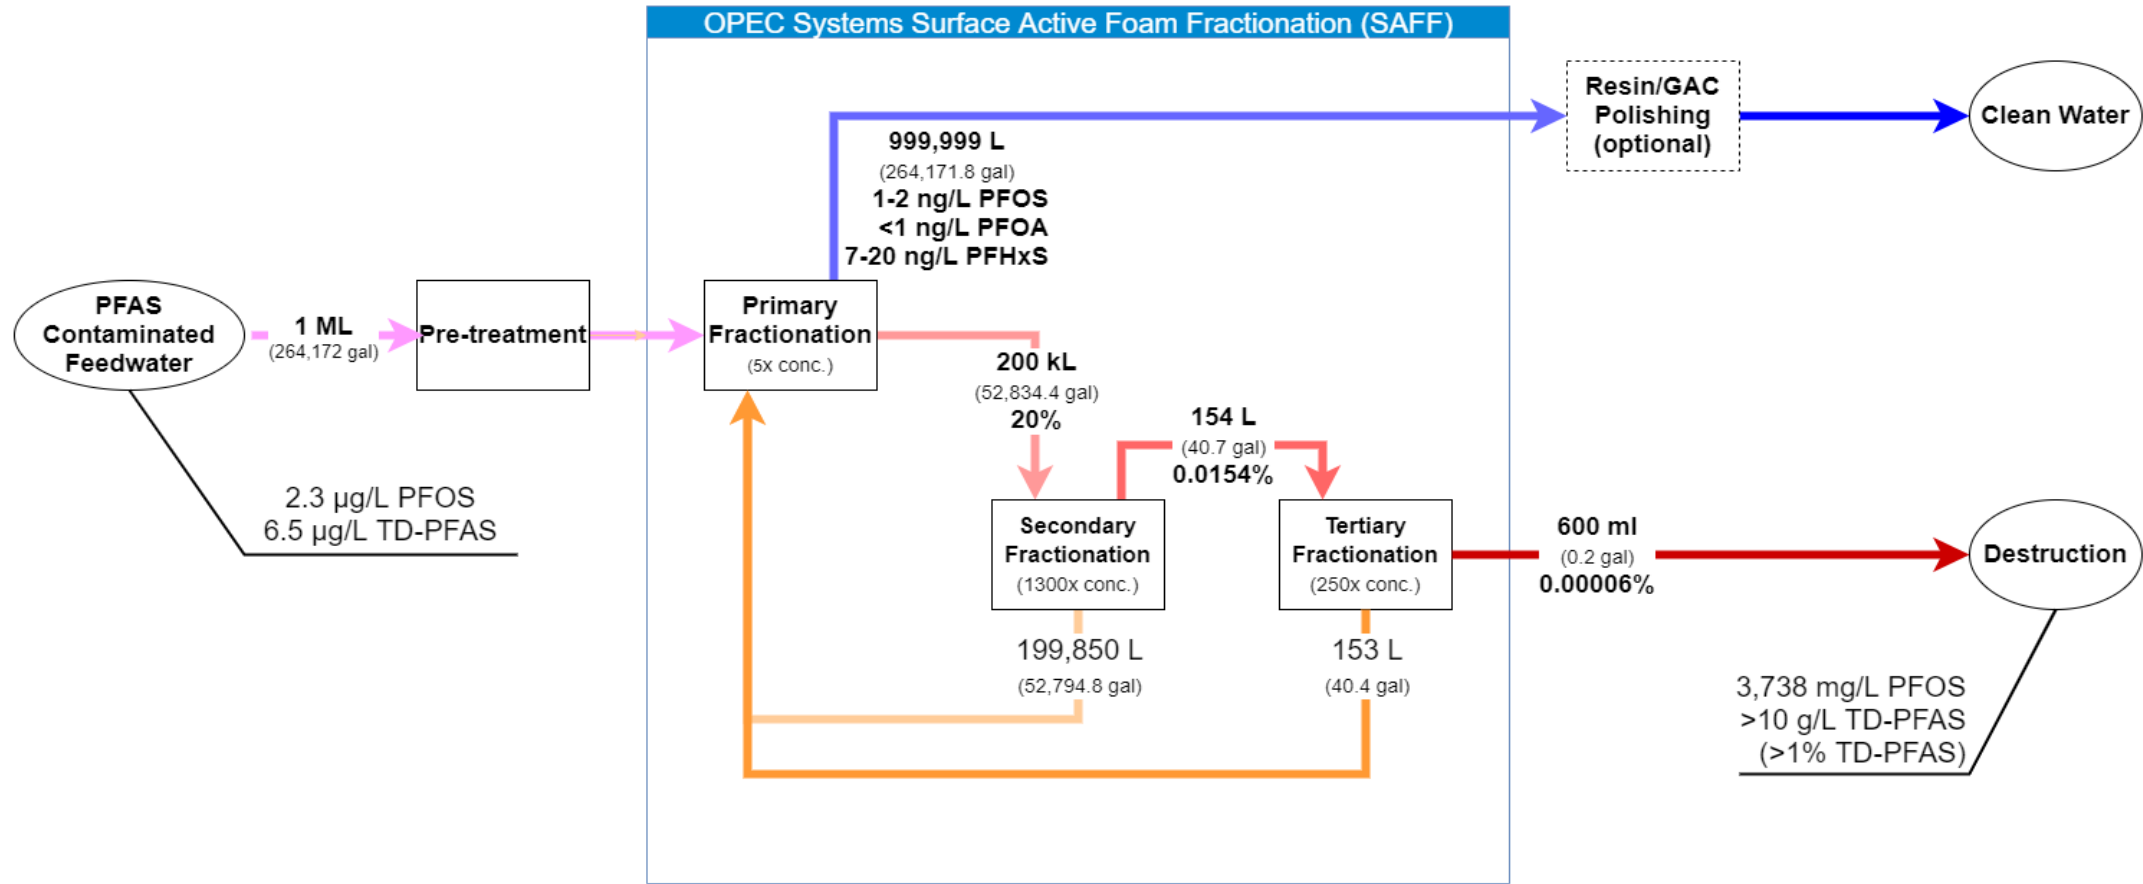 OPEC Systems Surface Active Foam Fractionation (SAFF)
Resin/GAC
Polishing
(optional)
Clean Water
999,999 L
(264,171.8 gal)
1-2 ng/L PFOS
<1 ng/L PFOA
7-20 ng/L PFHxS
PFAS
Contaminated
Feedwater
1 ML
(264,172 gal)
Pre-treatment
Primary
Fractionation
(5x conc.)
200 kL
(52,834.4 gal)
20%
154 L
(40.7 gal)
0.0154%
2.3 µg/L PFOS
6.5 µg/L TD-PFAS
Secondary
Fractionation
(1300x conc.)
Tertiary
Fractionation
(250x conc.)
600 ml
(0.2 gal)
0.00006%
Destruction
199,850 L
(52,794.8 gal)
153 L
(40.4 gal)
3,738 mg/L PFOS
>10 g/L TD-PFAS
(>1% TD-PFAS)